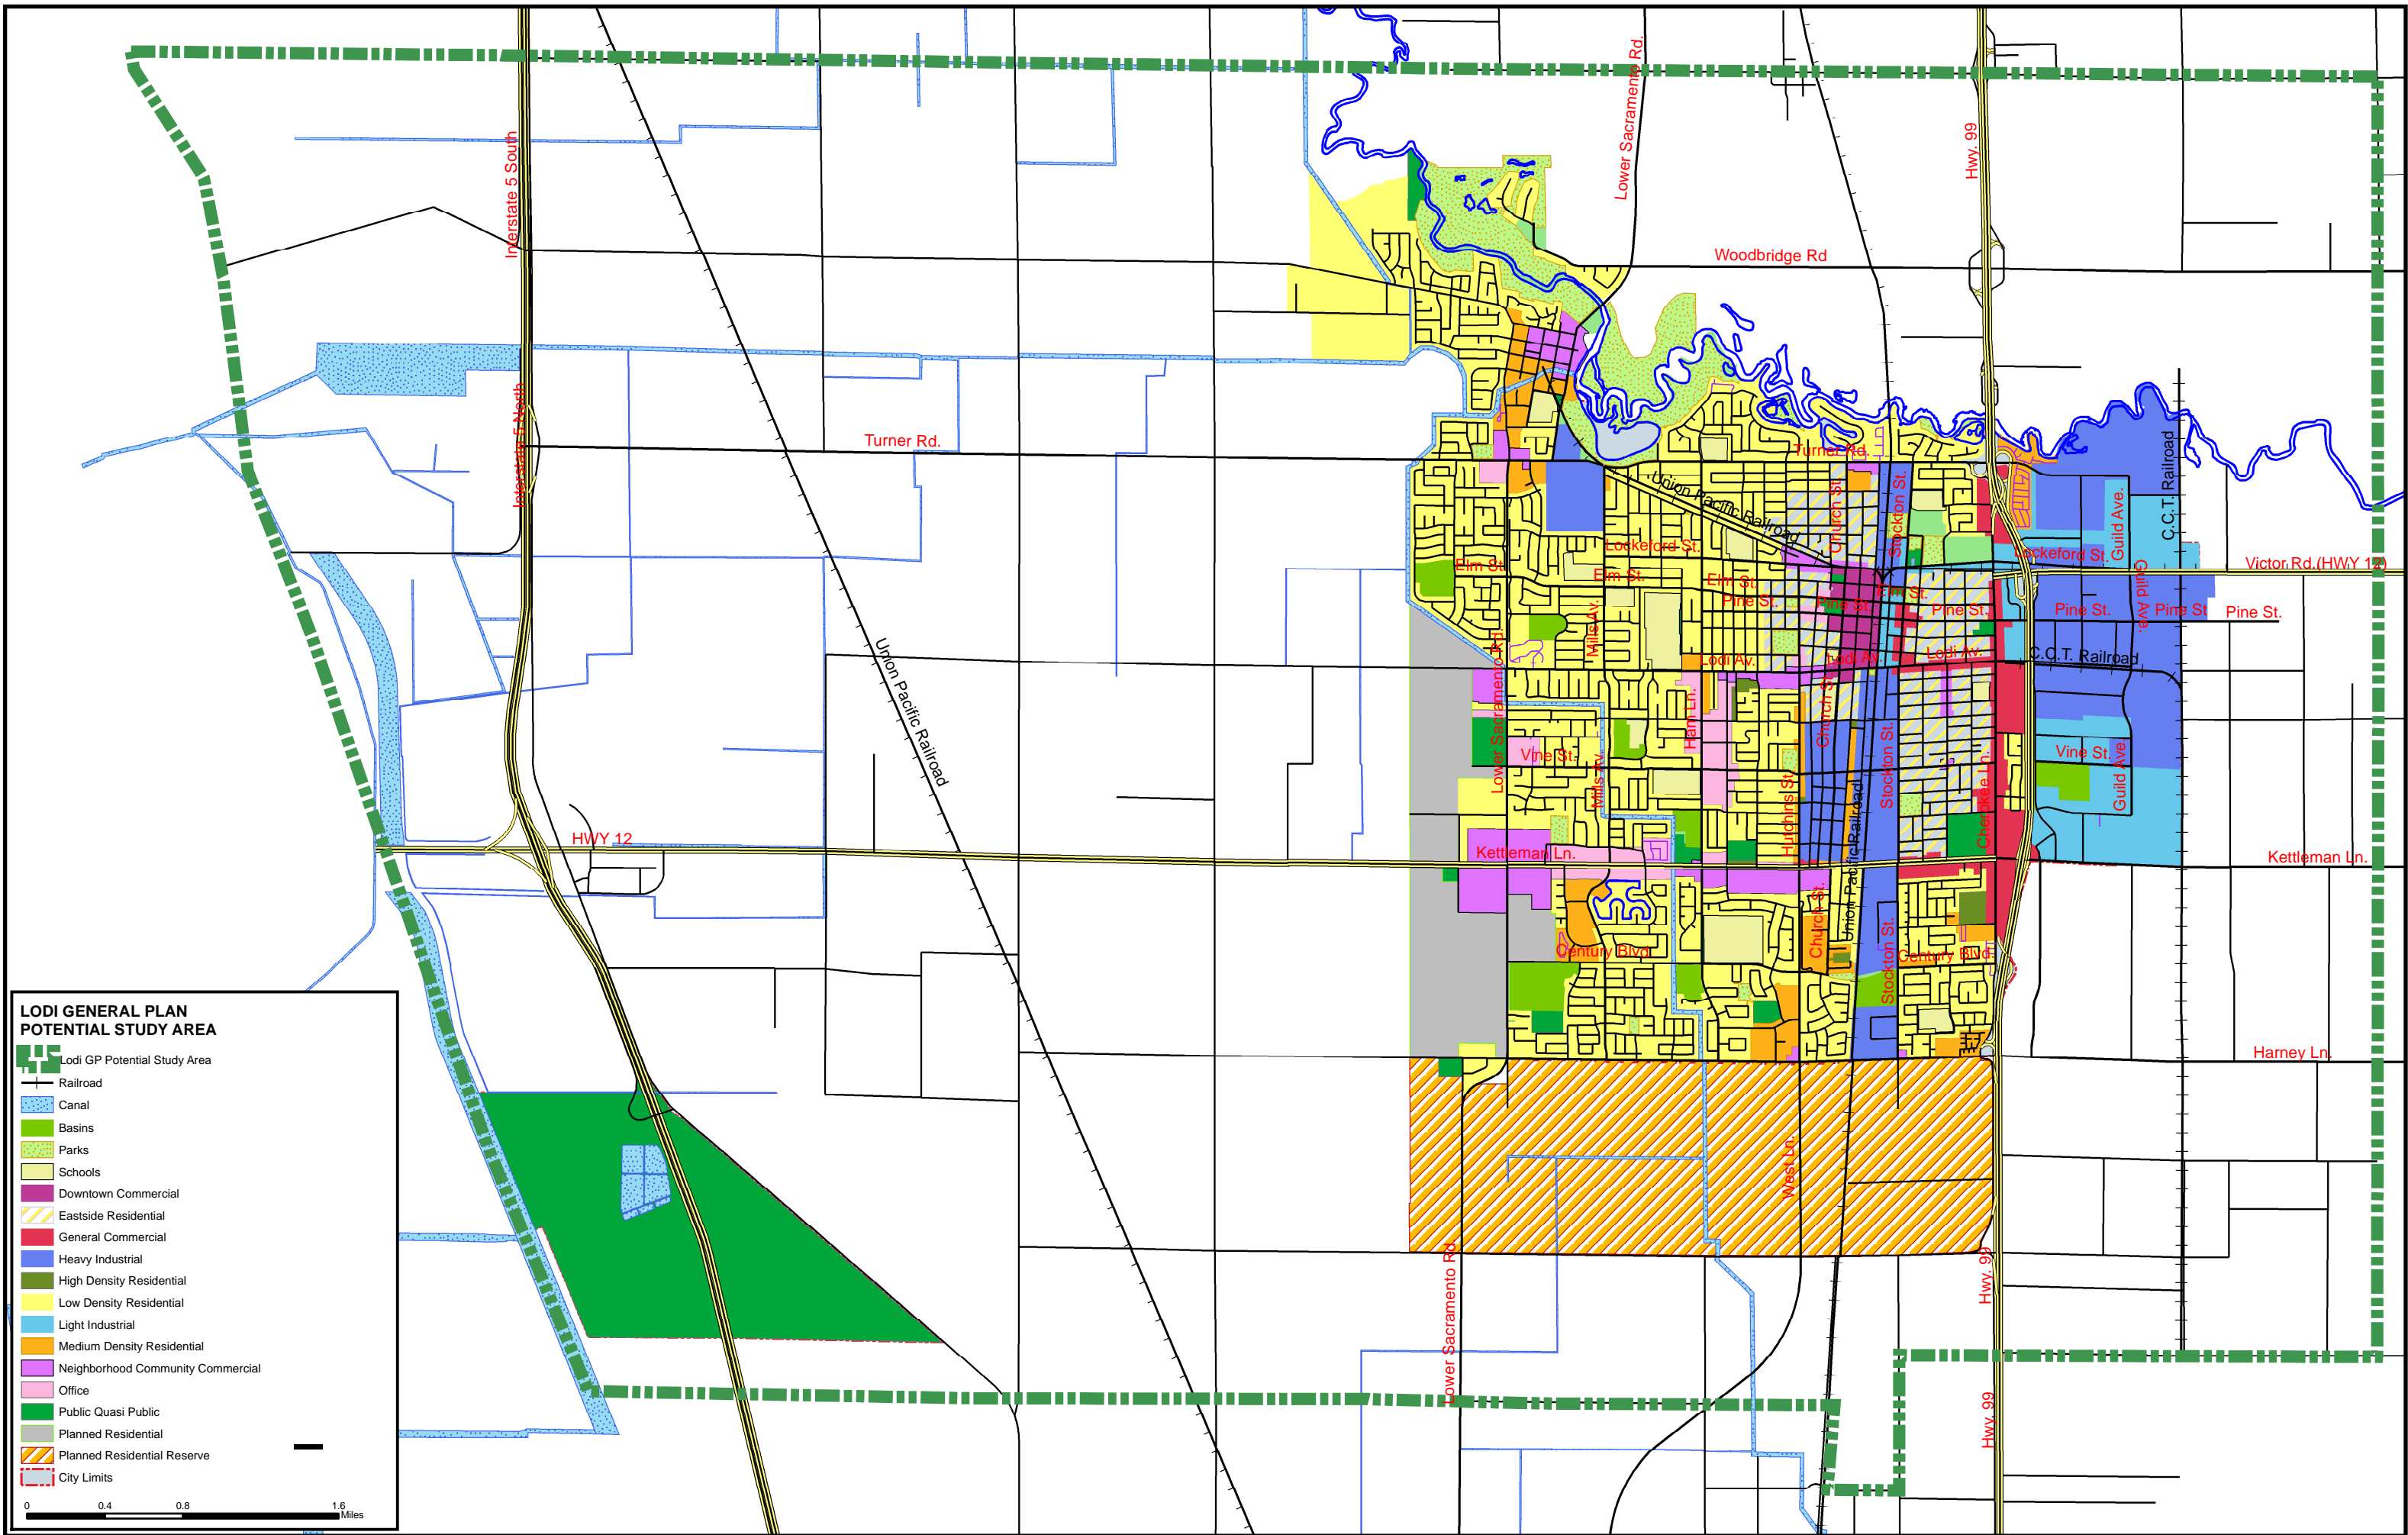 Lower Sacramento Rd.
Hwy. 99
Interstate 5 South
Woodbridge Rd
Interstate 5 North
Turner Rd.
Turner Rd.
C.C.T. Railroad
Union Pacific Railroad
Church St.
Stockton St.
Guild Ave.
Lockeford St.
Lockeford St.
Elm St.
Elm St.
Elm St.
Elm St.
Victor Rd.(HWY 12)
Pine St.
Pine St.
Pine St.
Pine St.
Pine St
Pine St.
Guild Ave.
Mills Av.
Lower Sacramento Rd.
Lodi Av.
Lodi Av.
Lodi Av.
C.C.T. Railroad
Union Pacific Railroad
Ham Ln.
Church St.
Stockton St.
Vine St.
Vine St.
Mills Av.
Hutchins St.
Union Pacific Railroad
Cherokee Ln.
Guild Ave.
HWY 12
Kettleman Ln.
Kettleman Ln.
Church St.
Stockton St.
Century Blvd.
Century Blvd.
Harney Ln.
West Ln.
Lower Sacramento Rd.
Hwy. 99
Hwy. 99
LODI GENERAL PLAN
POTENTIAL STUDY AREA
Lodi GP Potential Study Area
Railroad
Canal
Basins
Parks
Schools
Downtown Commercial
Eastside Residential
General Commercial
Heavy Industrial
High Density Residential
Low Density Residential
Light Industrial
Medium Density Residential
Neighborhood Community Commercial
Office
Public Quasi Public
Planned Residential
Planned Residential Reserve
City Limits
0 0.4 0.8 1.6
Miles